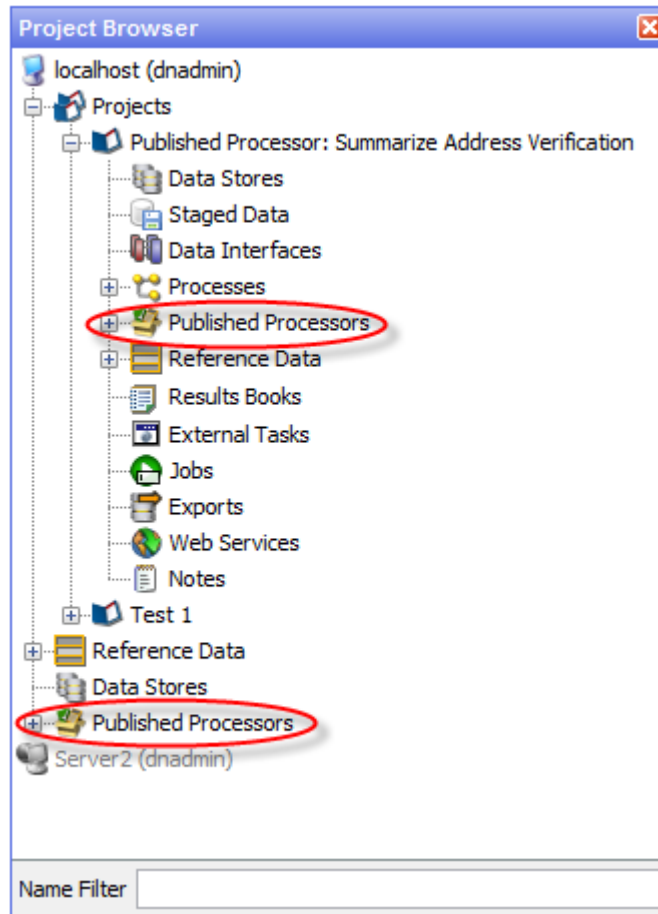 Project Browser
localhost (dnadmin)
Projects
Published Processor: Summarize Address Verification
Data Stores
Staged Data
Data Interfaces
Processes
Published Processors
Reference Data
Results Books
External Tasks
Jobs
Exports
Web Services
Notes
Test 1
Reference Data
Data Stores
Published Processors
Server2 (dnadmin)
Name Filter